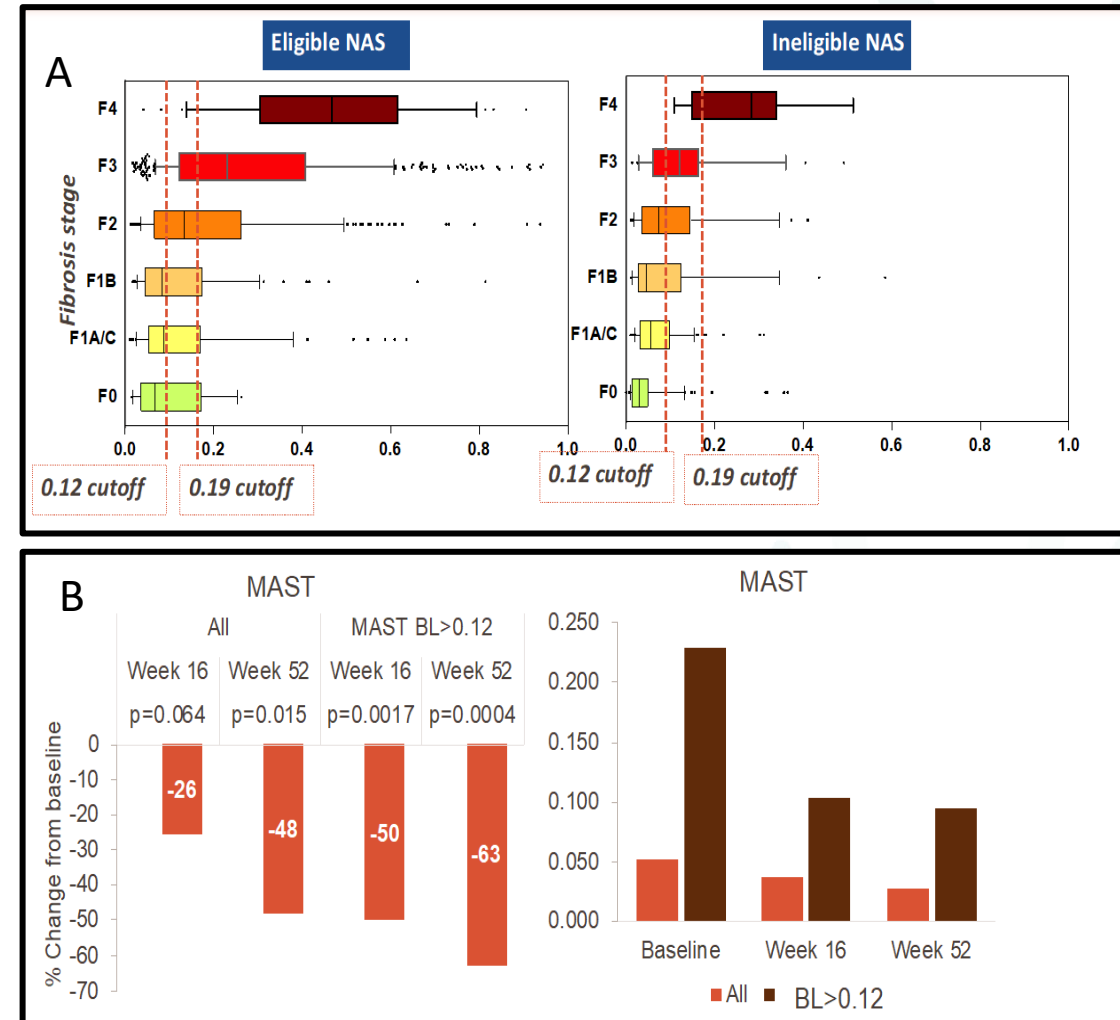 A
Eligible NAS
Ineligible NAS
Fibrosis stage
F4
F3
F2
F1B
F1A/C
F0
0.0 0.2 0.4 0.6 0.8 1.0
0.12 cutoff
0.19 cutoff
F4
F3
F2
F1B
F1A/C
F0
0.0 0.2 0.4 0.6 0.8 1.0
0.12 cutoff
0.19 cutoff
B
MAST
All MAST BL>0.12
Week 16 Week 52 Week 16 Week 52
p=0.064 p=0.015 p=0.0017 p=0.0004
% Change from baseline
0
-10
-20
-30
-40
-50
-60
-70
-26
-48
-50
-63
MAST
0.250
0.200
0.150
0.100
0.050
0.000
Baseline Week 16 Week 52
All BL>0.12